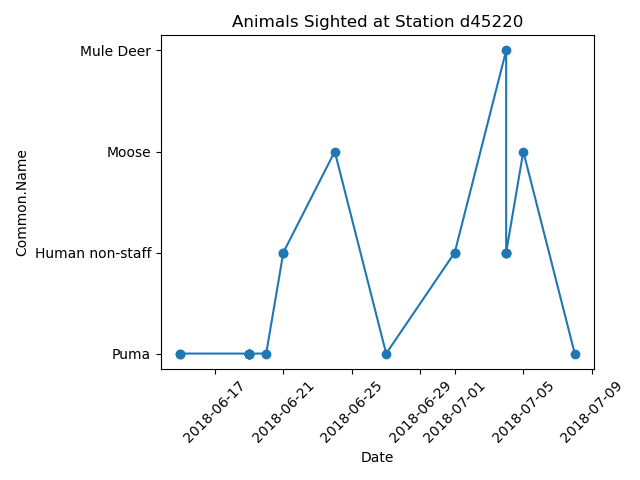 Animals Sighted at Station d45220
Common.Name
Mule Deer
Moose
Human non-staff
Puma
2018-06-17
2018-06-21
2018-06-25
2018-06-29
2018-07-01
2018-07-05
2018-07-09
Date